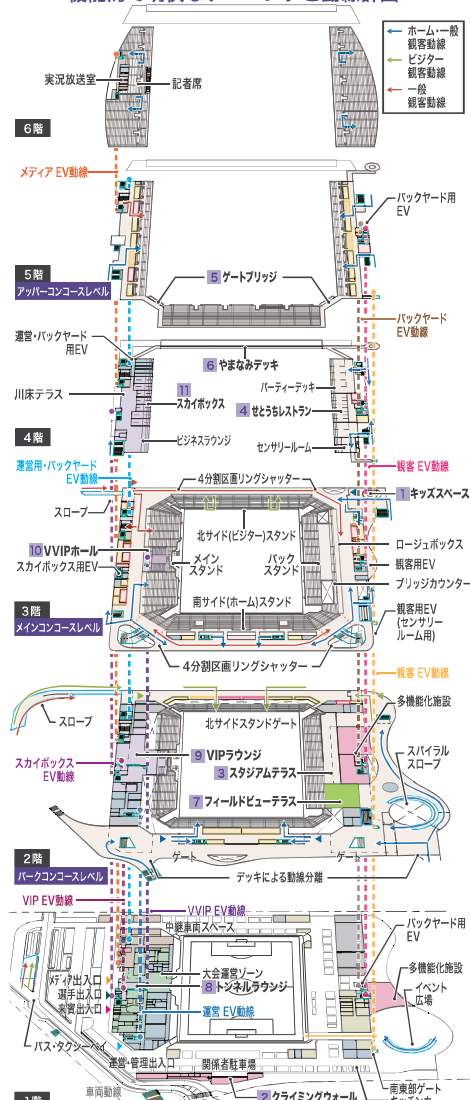 ホーム・一般
観客動線
ビジター
観客動線
一般
観客動線
実況放送室
記者席
6階
メディア EV動線
バックヤード用
EV
5 ゲートブリッジ
5階
アッパーコンコースレベル
バックヤード
EV動線
運営・バックヤード
用EV
6 やまなみデッキ
11
スカイボックス
パーティーデッキ
川床テラス
4 せとうちレストラン
ビジネスラウンジ
センサリールーム
4階
運営用・バックヤード
EV動線
観客 EV動線
4分割区画リングシャッター
1 キッズスペース
スロープ
北サイド(ビジター)スタンド
ロージュボックス
10 VVIPホール
スカイボックス用EV
メイン
スタンド
バック
スタンド
観客用EV
ブリッジカウンター
南サイド(ホーム)スタンド
3階
メインコンコースレベル
観客用EV
(センサリー
ルーム用)
4分割区画リングシャッター
観客 EV動線
多機能化施設
スロープ
北サイドスタンドゲート
スカイボックス
EV動線
9 VIPラウンジ
3 スタジアムテラス
スパイラル
スロープ
7 フィールドビューテラス
2階
パークコンコースレベル
ゲート
ゲート
デッキによる動線分離
VIP EV動線
VVIP EV動線
中継車両スペース
バックヤード用
EV
大会運営ゾーン
多機能化施設
メディア出入口
選手出入口
来賓出入口
8 トンネルラウンジ
イベント
広場
運営 EV動線
バス・タクシーベイ
運営・管理出入口
関係者駐車場
車両動線
2 クライミングウォール
南東部ゲート
1階